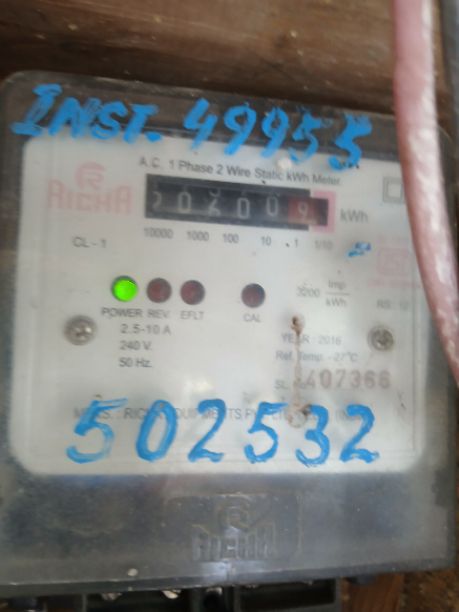 INST. 49955
A.C. 1 Phase 2 Wire Static kWh Meter.
RICHA
020009 kWh
CL-1 10000 1000 100 10 1 1/10
3200 Imp/kWh
POWER REV. EFLT CAL
2.5-10 A
240 V.
50 Hz.
YEAR : 2016
Ref. Temp. -27°C
407366
502532
RICHA